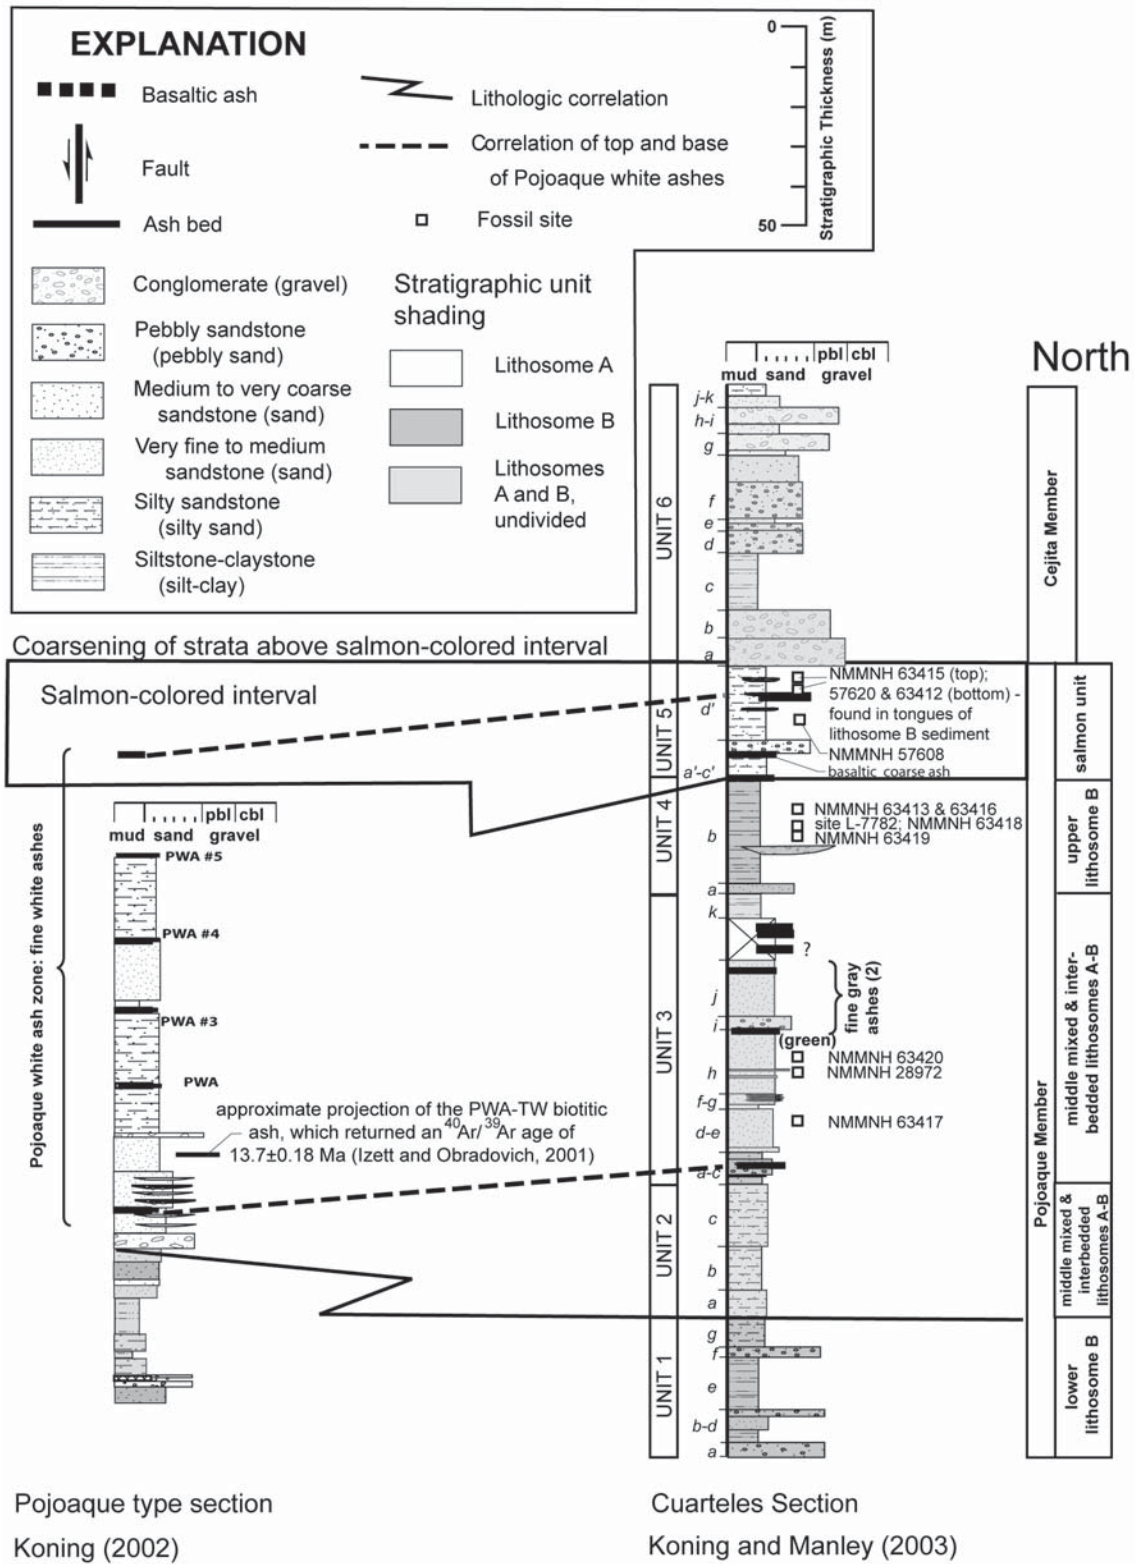 EXPLANATION
Basaltic ash
Fault
Ash bed
Lithologic correlation
Correlation of top and base
of Pojoaque white ashes
Fossil site
0
50
Stratigraphic Thickness (m)
Conglomerate (gravel)
Pebbly sandstone
(pebbly sand)
Medium to very coarse
sandstone (sand)
Very fine to medium
sandstone (sand)
Silty sandstone
(silty sand)
Siltstone-claystone
(silt-clay)
Stratigraphic unit
shading
Lithosome A
Lithosome B
Lithosomes
A and B,
undivided
North
pbl cbl
mud sand gravel
UNIT 6
j-k
h-i
g
f
e
d
c
b
a
Cejita Member
Coarsening of strata above salmon-colored interval
Salmon-colored interval
UNIT 5
d'
a'-c'
NMMNH 63415 (top);
57620 & 63412 (bottom) -
found in tongues of
lithosome B sediment
NMMNH 57608
basaltic coarse ash
salmon unit
UNIT 4
b
a
NMMNH 63413 & 63416
site L-7782; NMMNH 63418
NMMNH 63419
upper
lithosome B
UNIT 3
k
j
i
h
f-g
d-e
a-c
?
fine gray
ashes (2)
(green)
NMMNH 63420
NMMNH 28972
NMMNH 63417
middle mixed & inter-
bedded lithosomes A-B
Pojoaque Member
UNIT 2
c
b
a
middle mixed &
interbedded
lithosomes A-B
UNIT 1
g
f
e
b-d
a
lower
lithosome B
Pojoaque white ash zone: fine white ashes
pbl cbl
mud sand gravel
PWA #5
PWA #4
PWA #3
PWA
approximate projection of the PWA-TW biotitic
ash, which returned an 40Ar/39Ar age of
13.7±0.18 Ma (Izett and Obradovich, 2001)
Pojoaque type section
Koning (2002)
Cuarteles Section
Koning and Manley (2003)